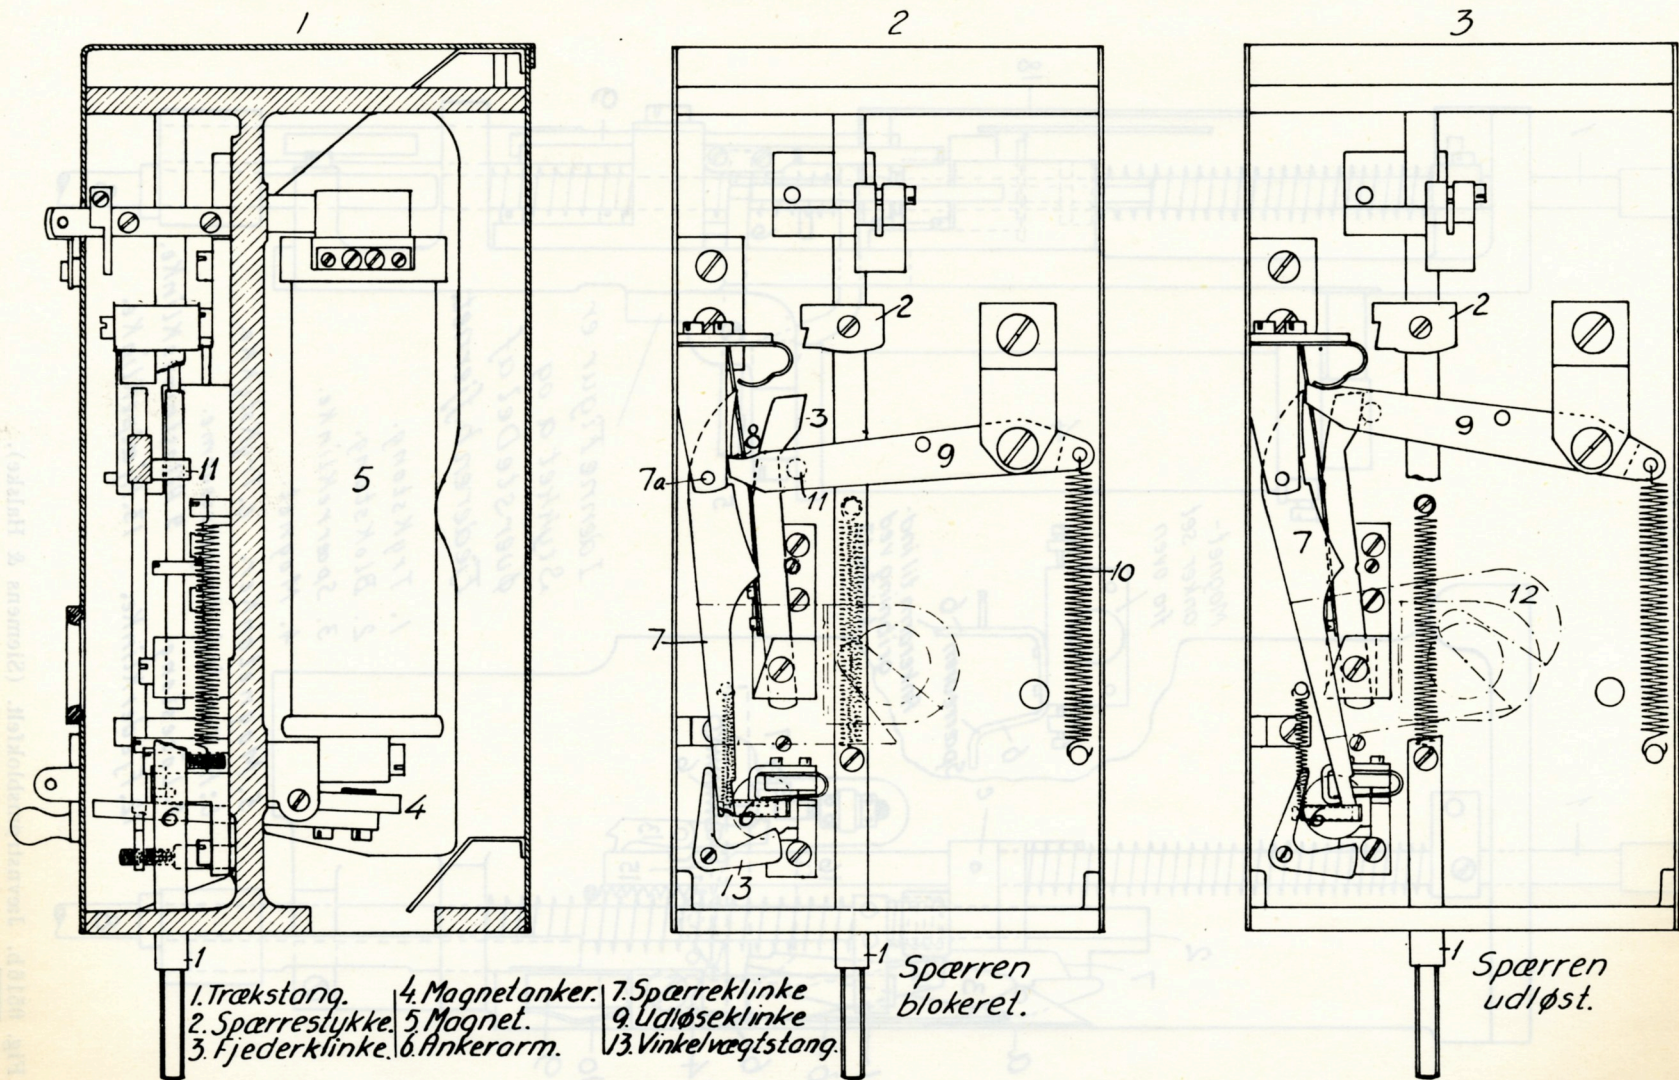 1
2
3
2
2
3
8
9
9
7a
11
11
5
7
10
12
7
4
6
6
6
13
1
1
1
Spærren
blokeret.
Spærren
udløst.
1. Trækstang.
2. Spærrestykke.
3. Fjederklinke.
4. Magnetanker.
5. Magnet.
6. Ankerarm.
7. Spærreklinke
9. Udløseklinke
13. Vinkelvægtstang.